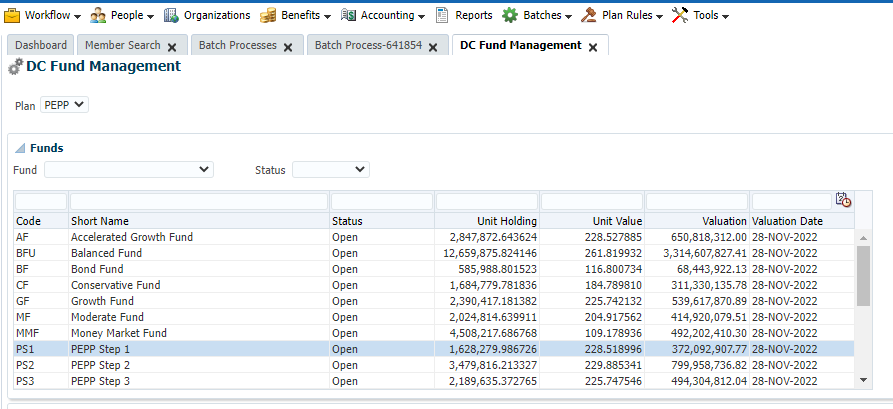 Workflow People Organizations Benefits Accounting Reports Batches Plan Rules Tools
Dashboard Member Search Batch Processes Batch Process-641854 DC Fund Management
DC Fund Management
Plan PEPP
Funds
Fund Status
Code Short Name Status Unit Holding Unit Value Valuation Valuation Date
AF Accelerated Growth Fund Open 2,847,872.643624 228.527885 650,818,312.00 28-NOV-2022
BFU Balanced Fund Open 12,659,875.824146 261.819932 3,314,607,827.41 28-NOV-2022
BF Bond Fund Open 585,988.801523 116.800734 68,443,922.13 28-NOV-2022
CF Conservative Fund Open 1,684,779.781836 184.789810 311,330,135.78 28-NOV-2022
GF Growth Fund Open 2,390,417.181382 225.742132 539,617,870.89 28-NOV-2022
MF Moderate Fund Open 2,024,814.639911 204.917562 414,920,079.51 28-NOV-2022
MMF Money Market Fund Open 4,508,217.686768 109.178936 492,202,410.30 28-NOV-2022
PS1 PEPP Step 1 Open 1,628,279.986726 228.518996 372,092,907.77 28-NOV-2022
PS2 PEPP Step 2 Open 3,479,816.213327 229.885341 799,958,736.82 28-NOV-2022
PS3 PEPP Step 3 Open 2,189,635.372765 225.747546 494,304,812.04 28-NOV-2022